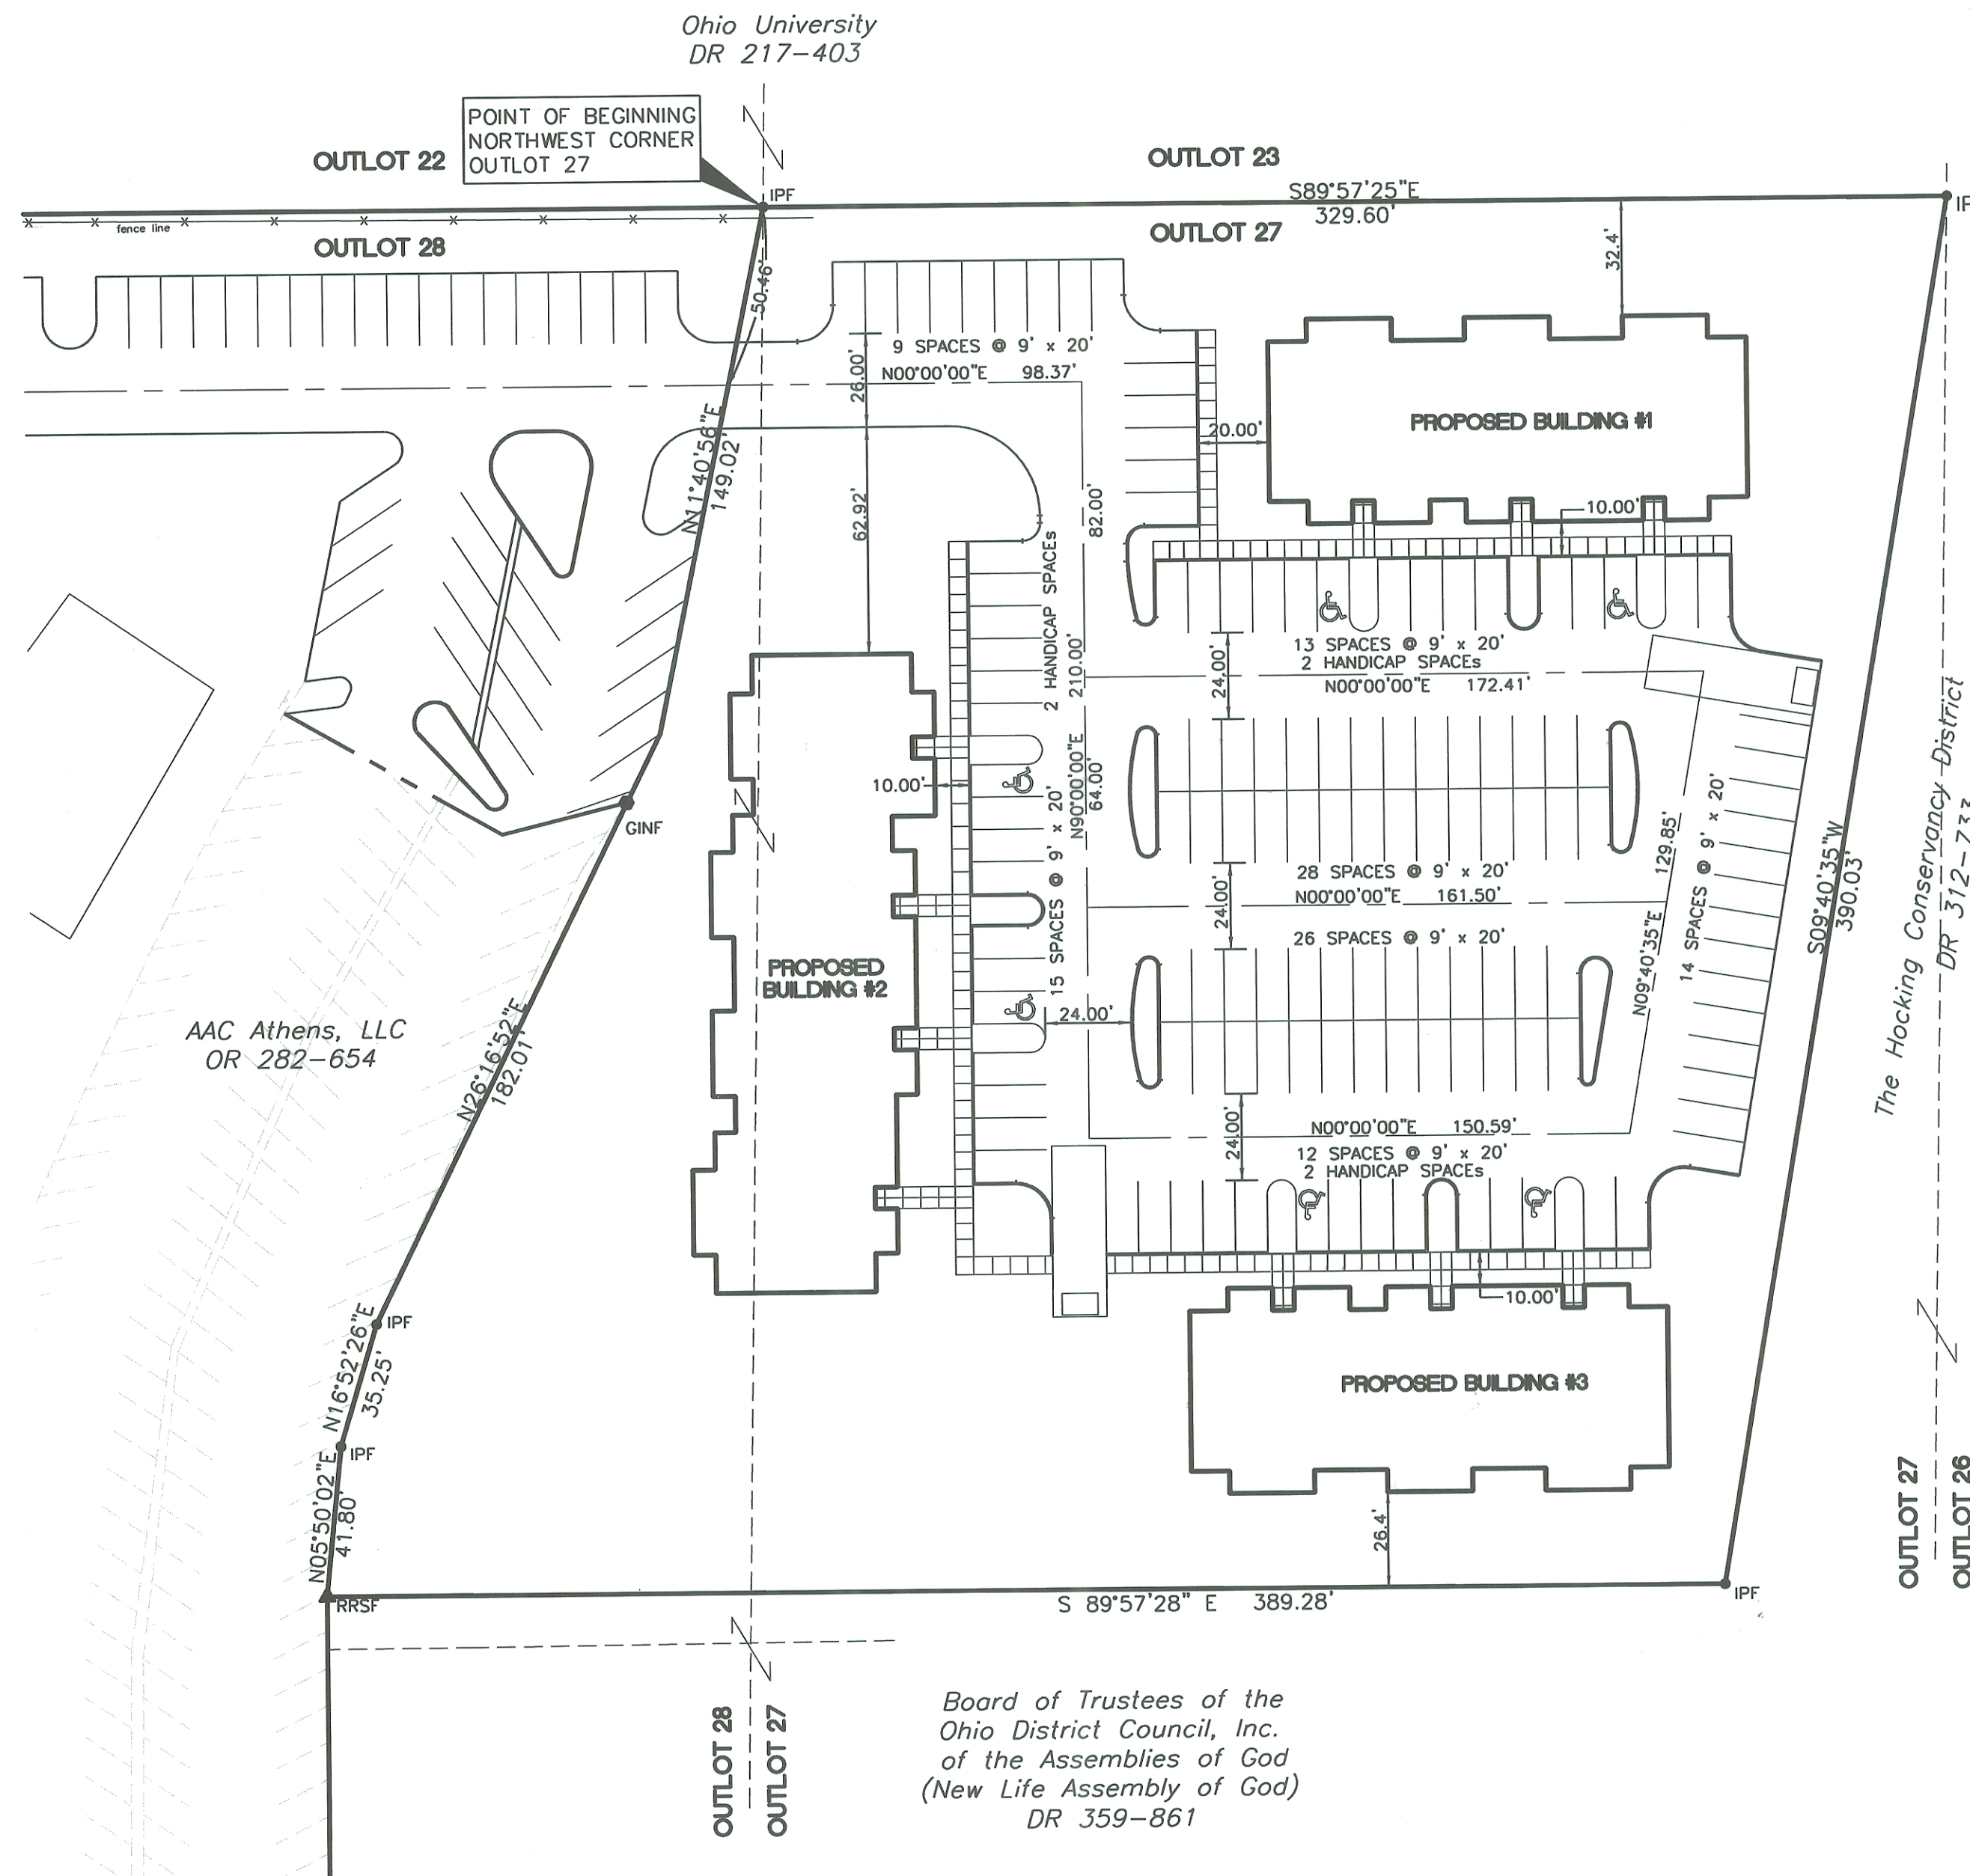 Ohio University
DR 217-403
POINT OF BEGINNING
NORTHWEST CORNER
OUTLOT 27
OUTLOT 22
OUTLOT 23
IPF
S89°57'25"E
329.60'
fence line
OUTLOT 28
OUTLOT 27
32.4'
50.46'
9 SPACES @ 9' x 20'
N00°00'00"E 98.37'
26.00'
N11°40'56"E
149.02'
20.00'
PROPOSED BUILDING #1
62.92'
82.00'
10.00'
2 HANDICAP SPACEs
210.00'
13 SPACES @ 9' x 20'
2 HANDICAP SPACEs
N00°00'00"E 172.41'
24.00'
10.00'
15 SPACES @ 9' x 20'
N90°00'00"E
64.00'
GINF
28 SPACES @ 9' x 20'
N00°00'00"E 161.50'
24.00'
26 SPACES @ 9' x 20'
129.85'
N09°40'35"E
14 SPACES @ 9' x 20'
S09°40'35"W
390.03'
The Hocking Conservancy District
DR 312-733
PROPOSED
BUILDING #2
24.00'
AAC Athens, LLC
OR 282-654
N26°16'52"E
182.01'
24.00'
N00°00'00"E 150.59'
12 SPACES @ 9' x 20'
2 HANDICAP SPACEs
10.00'
IPF
N16°52'26"E
35.25'
PROPOSED BUILDING #3
IPF
N05°50'02"E
41.80'
26.4'
OUTLOT 27
OUTLOT 26
RRSF
S 89°57'28" E 389.28'
IPF
OUTLOT 28
OUTLOT 27
Board of Trustees of the
Ohio District Council, Inc.
of the Assemblies of God
(New Life Assembly of God)
DR 359-861